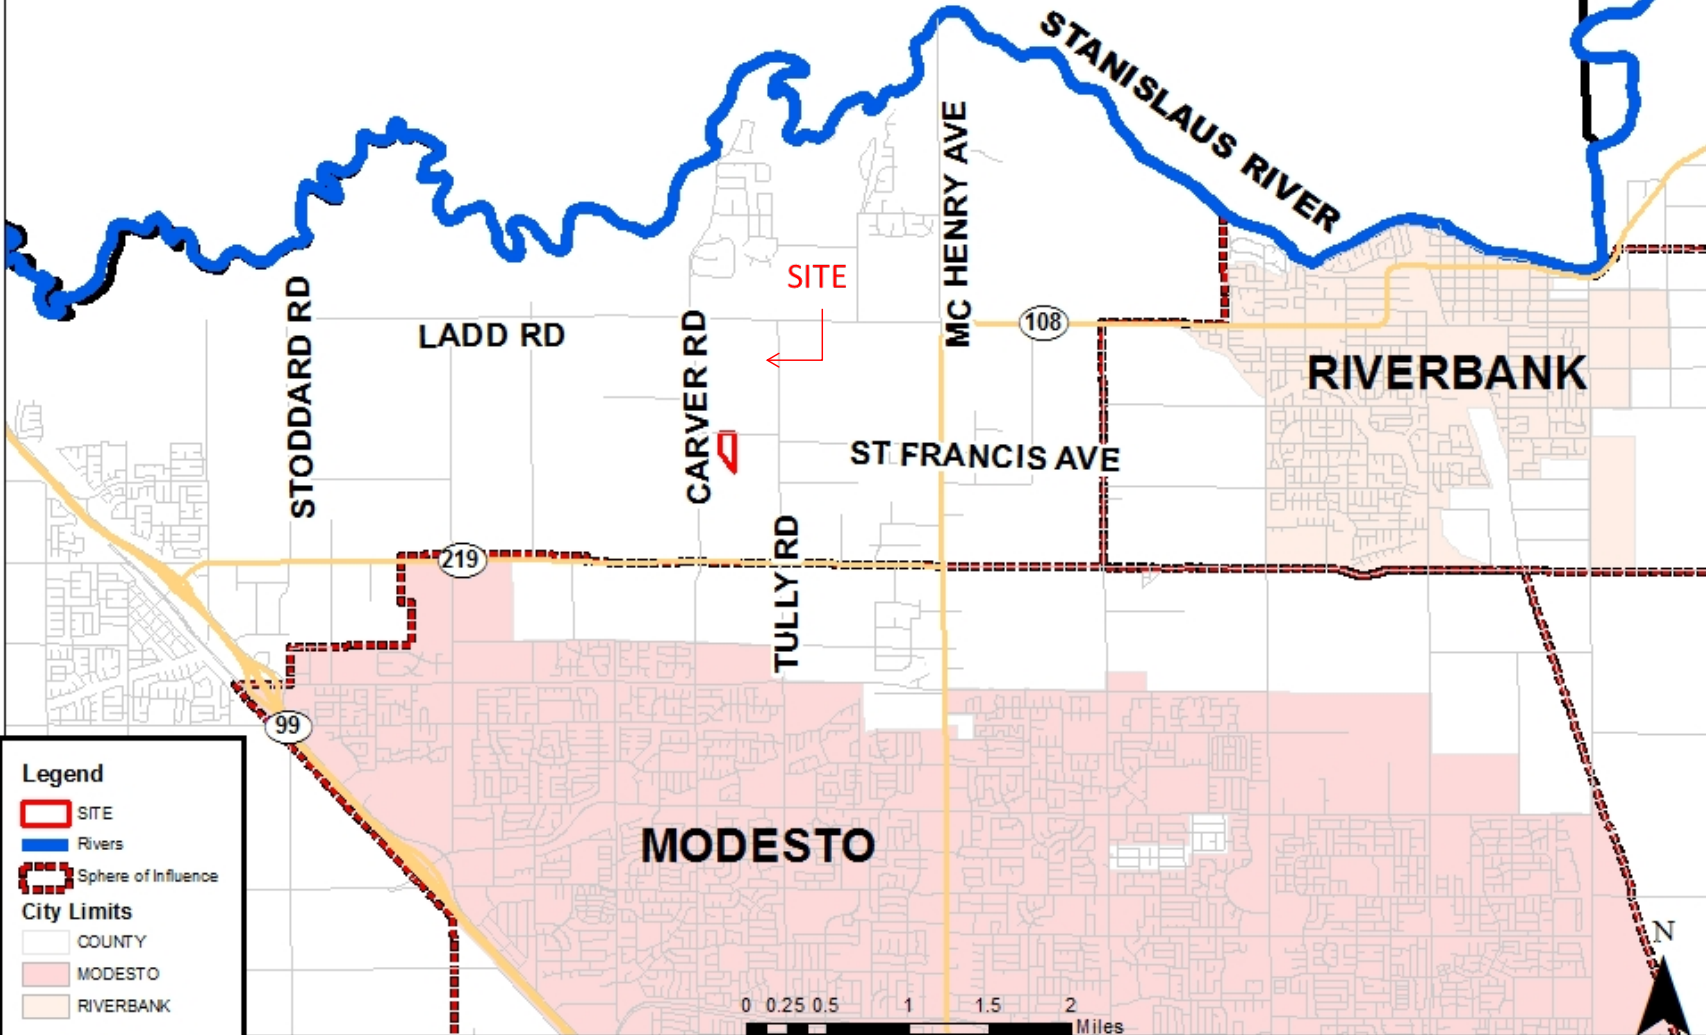 STANISLAUS RIVER
MC HENRY AVE
SITE
STODDARD RD
LADD RD
CARVER RD
108
RIVERBANK
ST FRANCIS AVE
TULLY RD
219
99
MODESTO
Legend
SITE
Rivers
Sphere of Influence
City Limits
COUNTY
MODESTO
RIVERBANK
N
0 0.25 0.5 1 1.5 2
Miles